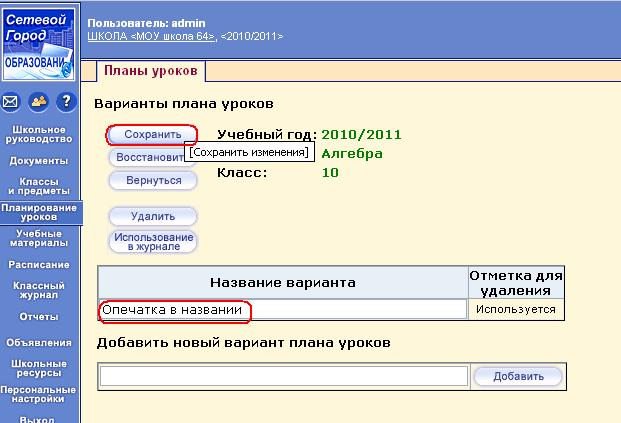 Сетевой
Город
ОБРАЗОВАНИ
Пользователь: admin
ШКОЛА <МОУ школа 64>, <2010/2011>
Планы уроков
Школьное
руководство
Документы
Классы
и предметы
Планирование
уроков
Учебные
материалы
Расписание
Классный
журнал
Отчеты
Объявления
Школьные
ресурсы
Персональные
настройки
Выход
Варианты плана уроков
Сохранить
Учебный год: 2010/2011
Восстановит
[Сохранить изменения]
Алгебра
Вернуться
Класс: 10
Удалить
Использование
в журнале
Название варианта
Отметка для
удаления
Опечатка в названии
Используется
Добавить новый вариант плана уроков
Добавить